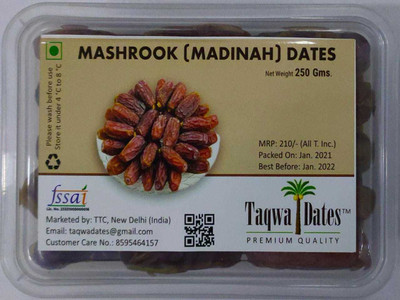 MASHROOK (MADINAH) DATES
Net Weight 250 Gms.
Please wash before use
Store it under 4 °C to 8 °C
MRP: 210/- (All T. Inc.)
Packed On: Jan. 2021
Best Before: Jan. 2022
fssai
Taqwa Dates™
PREMIUM QUALITY
Marketed by: TTC, New Delhi (India)
Email: taqwadates@gmail.com
Customer Care No.: 8595464157